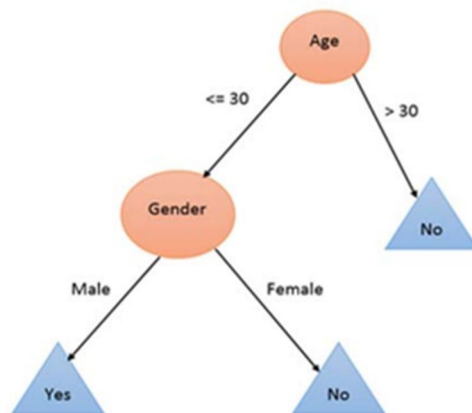 Age
<= 30
> 30
Gender
No
Male
Female
Yes
No